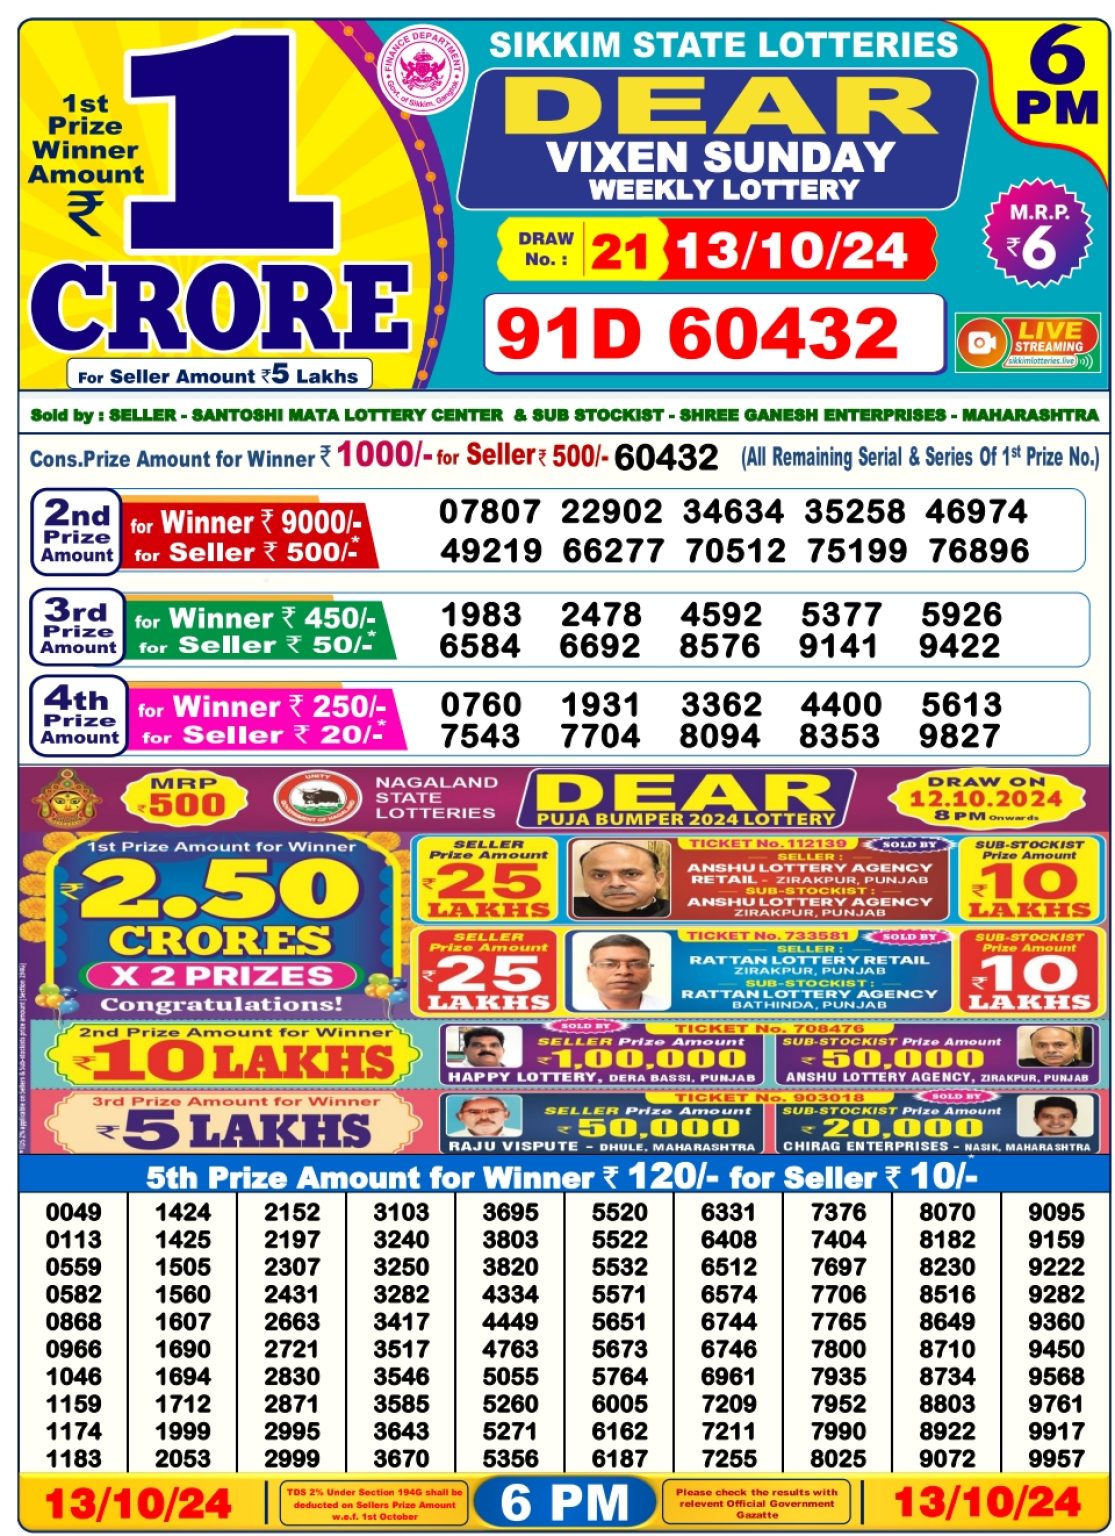 1st
Prize
Winner
Amount
₹
1
CRORE
For Seller Amount ₹5 Lakhs
FINANCE DEPARTMENT
Govt. of Sikkim, Gangtok
SIKKIM STATE LOTTERIES
DEAR
VIXEN SUNDAY
WEEKLY LOTTERY
6
PM
DRAW
No. :
21 13/10/24
M.R.P.
₹6
91D 60432
LIVE
STREAMING
sikkimlotteries.live
Sold by : SELLER - SANTOSHI MATA LOTTERY CENTER & SUB STOCKIST - SHREE GANESH ENTERPRISES - MAHARASHTRA
Cons.Prize Amount for Winner ₹ 1000/- for Seller ₹ 500/- 60432 (All Remaining Serial & Series Of 1st Prize No.)
2nd
Prize
Amount
for Winner ₹ 9000/-
for Seller ₹ 500/-*
07807 22902 34634 35258 46974
49219 66277 70512 75199 76896
3rd
Prize
Amount
for Winner ₹ 450/-
for Seller ₹ 50/-*
1983 2478 4592 5377 5926
6584 6692 8576 9141 9422
4th
Prize
Amount
for Winner ₹ 250/-
for Seller ₹ 20/-*
0760 1931 3362 4400 5613
7543 7704 8094 8353 9827
MRP
₹500
UNITY
GOVERNMENT OF NAGALAND
NAGALAND
STATE
LOTTERIES
DEAR
PUJA BUMPER 2024 LOTTERY
DRAW ON
12.10.2024
8 PM Onwards
1st Prize Amount for Winner
₹2.50
CRORES
X 2 PRIZES
Congratulations!
SELLER
Prize Amount
₹25
LAKHS
TICKET No. 112139 SOLD BY
SELLER :
ANSHU LOTTERY AGENCY
RETAIL - ZIRAKPUR, PUNJAB
SUB-STOCKIST :
ANSHU LOTTERY AGENCY
ZIRAKPUR, PUNJAB
SUB-STOCKIST
Prize Amount
₹10
LAKHS
SELLER
Prize Amount
₹25
LAKHS
TICKET No. 733581 SOLD BY
SELLER :
RATTAN LOTTERY RETAIL
ZIRAKPUR, PUNJAB
SUB-STOCKIST :
RATTAN LOTTERY AGENCY
BATHINDA, PUNJAB
SUB-STOCKIST
Prize Amount
₹10
LAKHS
2nd Prize Amount for Winner
₹10 LAKHS
SOLD BY TICKET No. 708476
SELLER Prize Amount
₹1,00,000
HAPPY LOTTERY, DERA BASSI, PUNJAB
SUB-STOCKIST Prize Amount
₹50,000
ANSHU LOTTERY AGENCY, ZIRAKPUR, PUNJAB
3rd Prize Amount for Winner
₹5 LAKHS
TICKET No. 903018 SOLD BY
SELLER Prize Amount
₹50,000
RAJU VISPUTE - DHULE, MAHARASHTRA
SUB-STOCKIST Prize Amount
₹20,000
CHIRAG ENTERPRISES - NASIK, MAHARASHTRA
5th Prize Amount for Winner ₹ 120/- for Seller ₹ 10/-*
0049 1424 2152 3103 3695 5520 6331 7376 8070 9095
0113 1425 2197 3240 3803 5522 6408 7404 8182 9159
0559 1505 2307 3250 3820 5532 6512 7697 8230 9222
0582 1560 2431 3282 4334 5571 6574 7706 8516 9282
0868 1607 2663 3417 4449 5651 6744 7765 8649 9360
0966 1690 2721 3517 4763 5673 6746 7800 8710 9450
1046 1694 2830 3546 5055 5764 6961 7935 8734 9568
1159 1712 2871 3585 5260 6005 7209 7952 8803 9761
1174 1999 2995 3643 5271 6162 7211 7990 8922 9917
1183 2053 2999 3670 5356 6187 7255 8025 9072 9957
13/10/24
TDS 2% Under Section 194G shall be
deducted on Sellers Prize Amount
w.e.f. 1st October
6 PM
Please check the results with
relevent Official Government
Gazatte
13/10/24